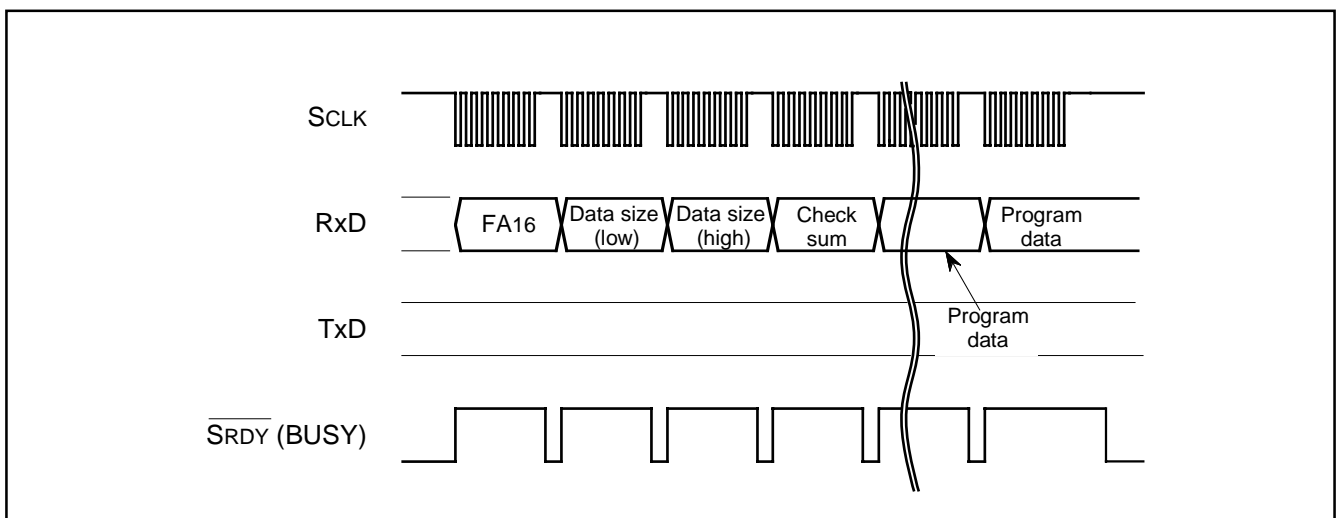 SCLK
RxD
FA16
Data size
(low)
Data size
(high)
Check
sum
Program
data
TxD
Program
data
SRDY (BUSY)